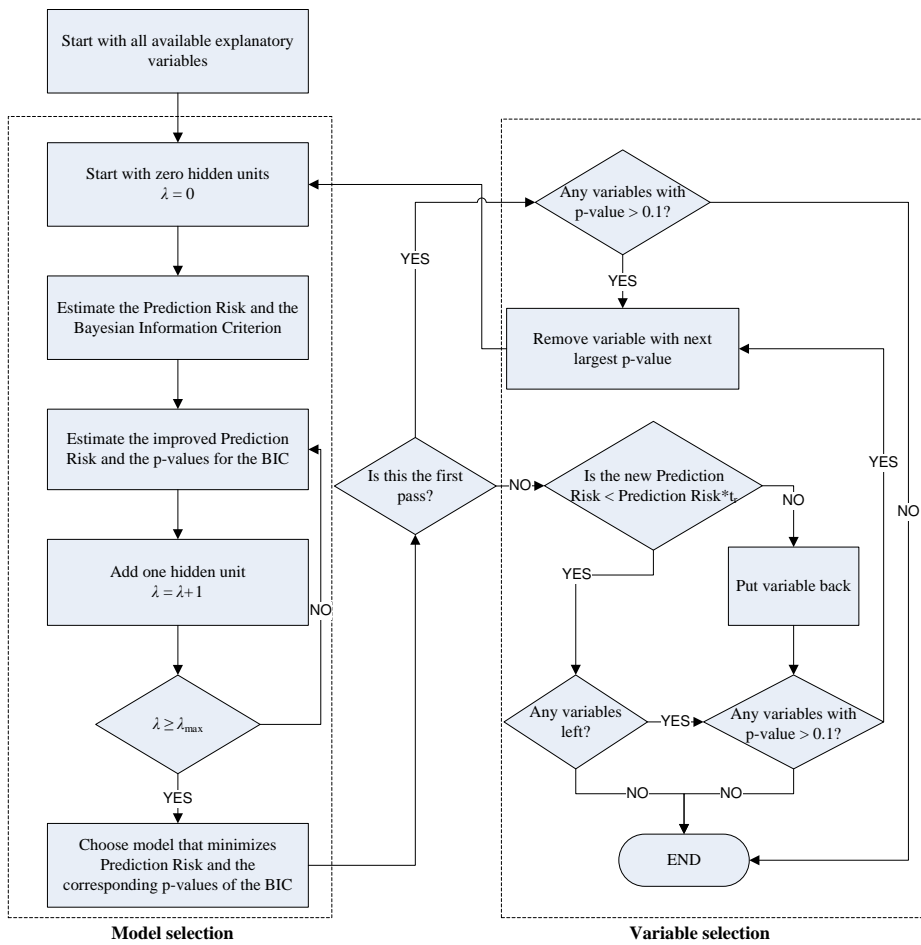 Start with all available explanatory
variables
Start with zero hidden units
λ = 0
Estimate the Prediction Risk and the
Bayesian Information Criterion
Estimate the improved Prediction
Risk and the p-values for the BIC
Add one hidden unit
λ = λ+1
NO
λ ≥ λmax
YES
Choose model that minimizes
Prediction Risk and the
corresponding p-values of the BIC
Model selection
Is this the first
pass?
YES
NO
Any variables with
p-value > 0.1?
YES
NO
Remove variable with next
largest p-value
Is the new Prediction
Risk < Prediction Risk*tr
NO
YES
Put variable back
Any variables
left?
YES
Any variables with
p-value > 0.1?
YES
NO
NO
END
Variable selection